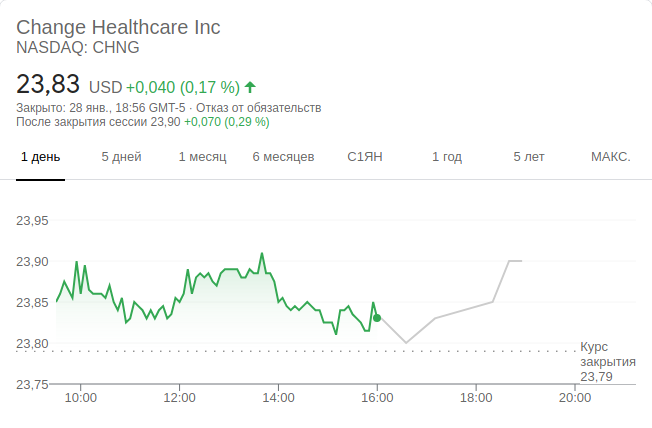 Change Healthcare Inc
NASDAQ: CHNG
23,83 USD +0,040 (0,17 %)
Закрыто: 28 янв., 18:56 GMT-5 · Отказ от обязательств
После закрытия сессии 23,90 +0,070 (0,29 %)
1 день 5 дней 1 месяц 6 месяцев С1ЯН 1 год 5 лет МАКС.
23,95
23,90
23,85
23,80
Курс
закрытия
23,79
23,75
10:00 12:00 14:00 16:00 18:00 20:00